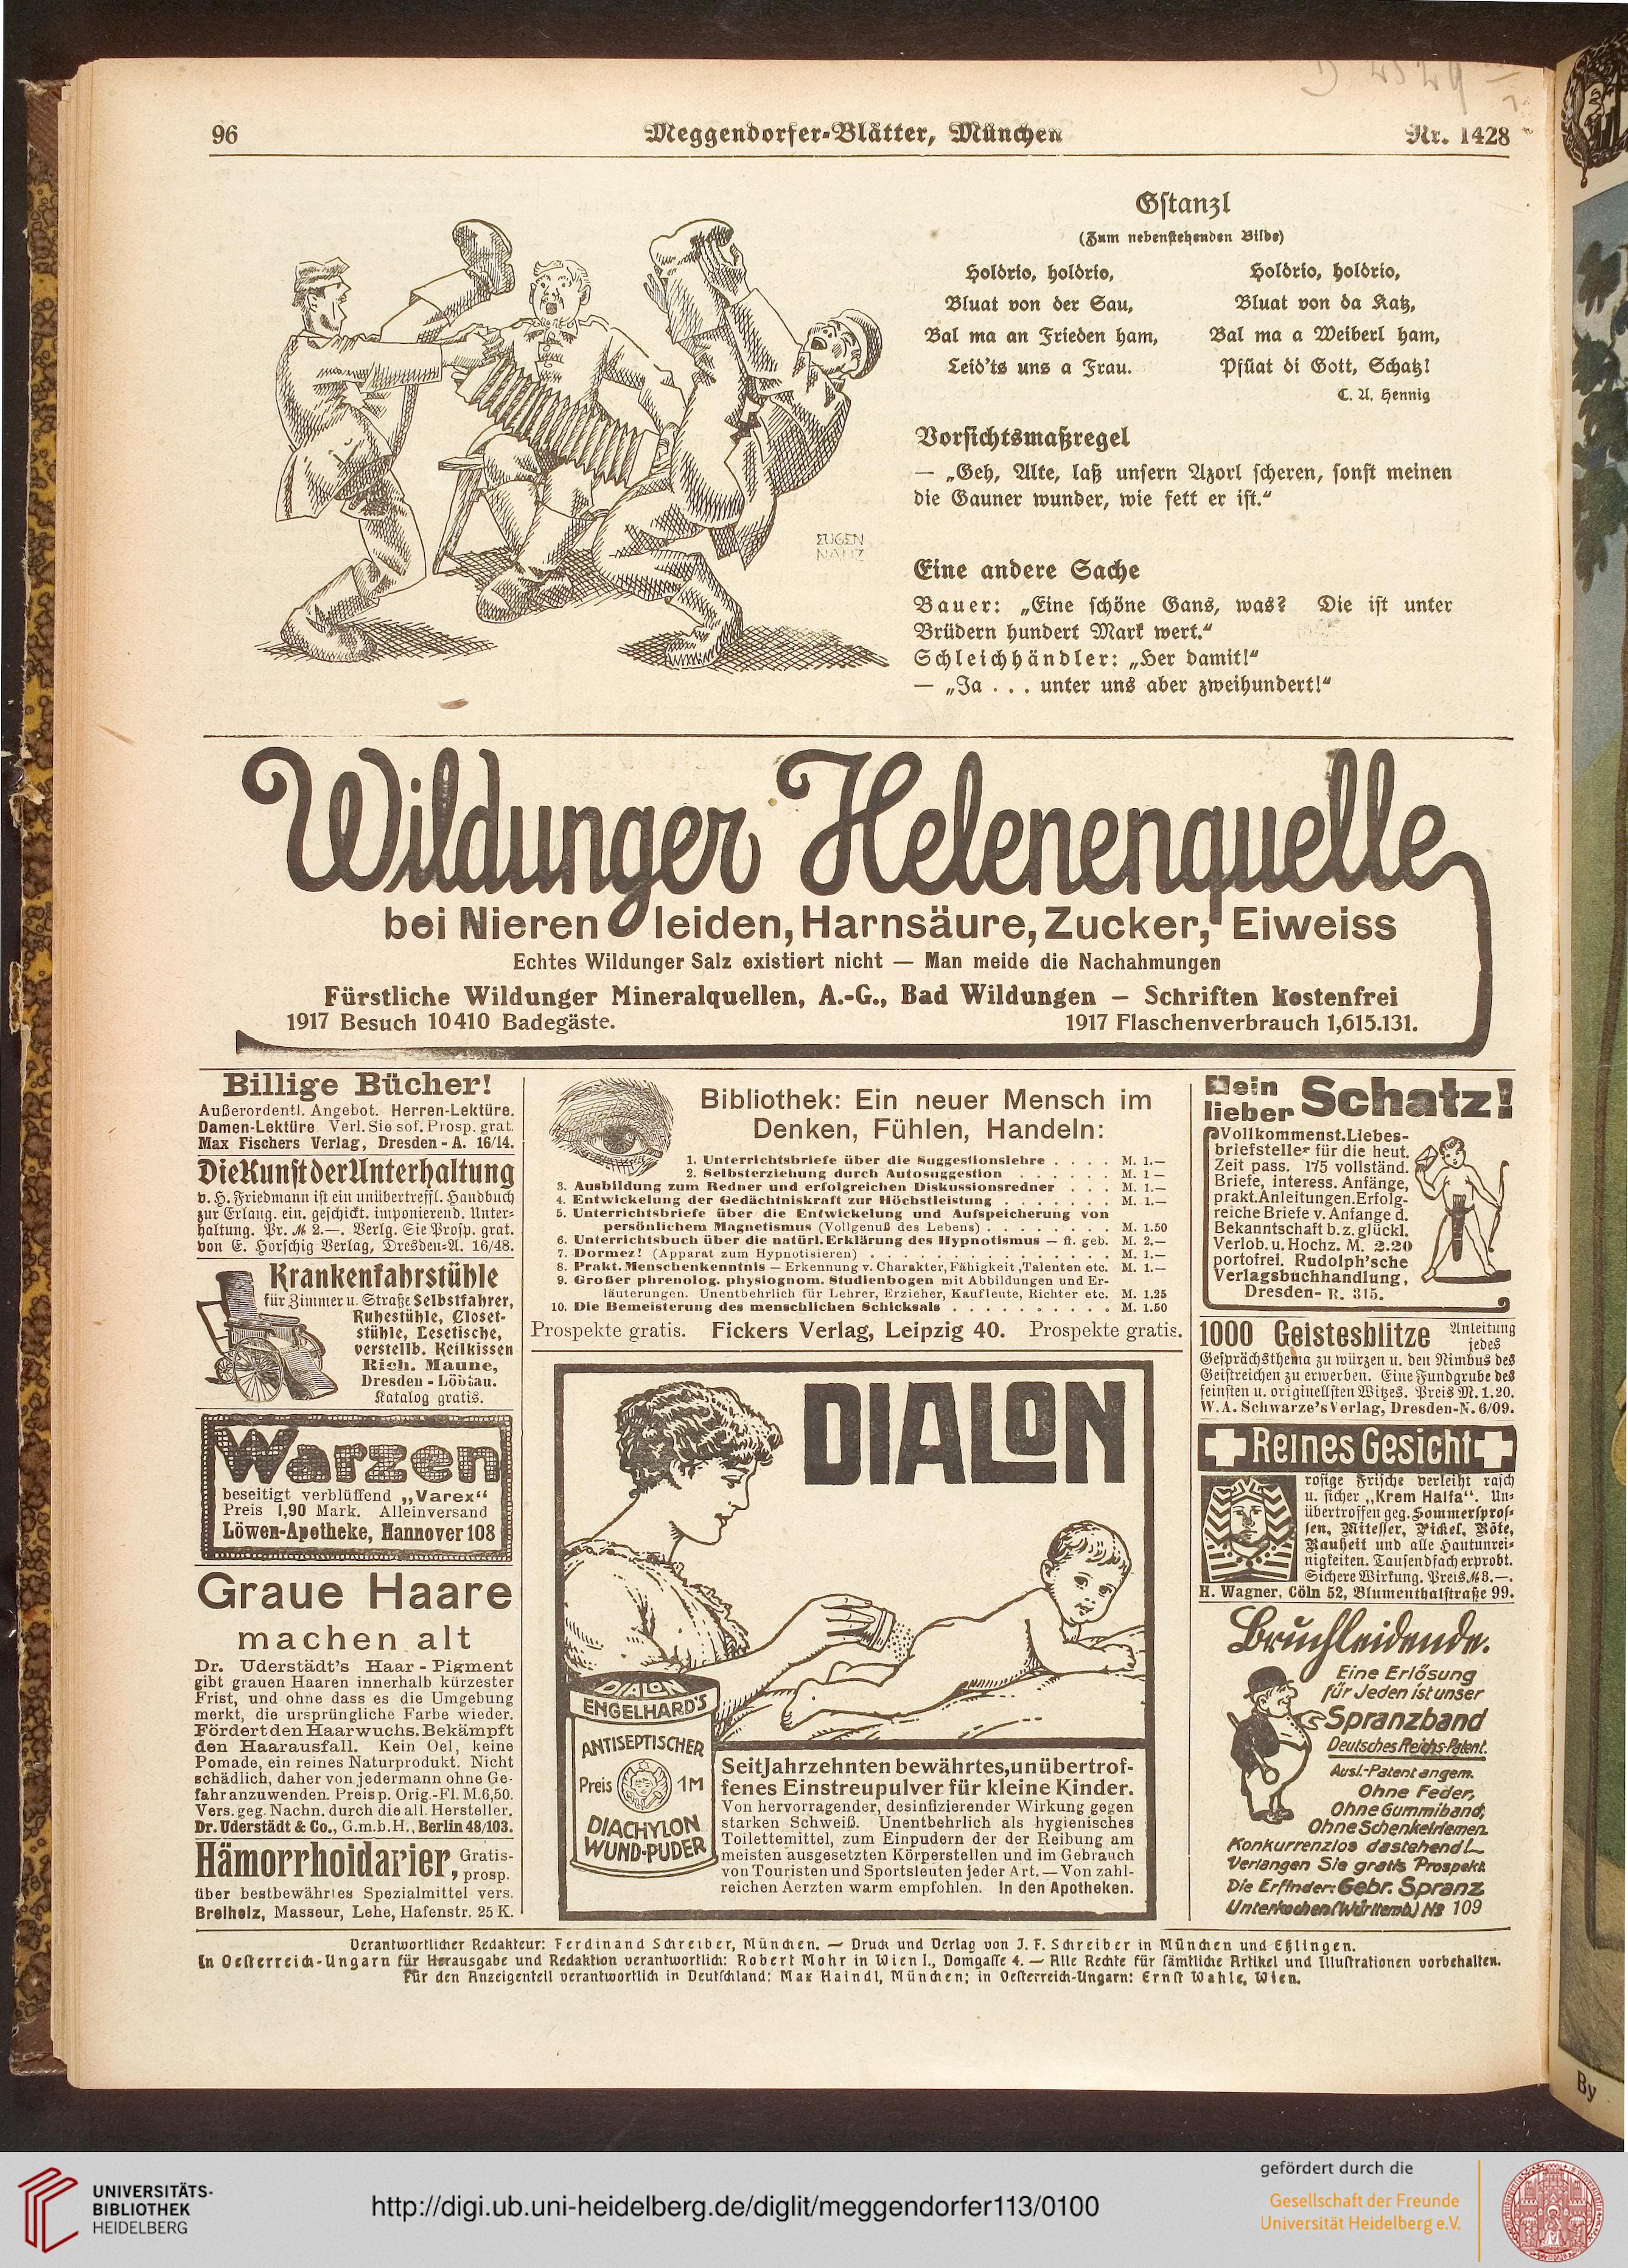 96
Meggendorfer-Blätter, München
Nr. 1428
Gstanzl
(Zum nebenstehenden Bilde)
Holdrio, holdrio,
Bluat von der Sau,
Bal ma an Frieden ham,
Leid'ts uns a Frau.
Holdrio, holdrio,
Bluat von da Katz,
Bal ma a Weiberl ham,
Pfüat di Gott, Schatz!
C. A. Hennig
EUGEN
NANZ
Vorsichtsmaßregel
— „Geh, Alte, laß unsern Azorl scheren, sonst meinen
die Gauner wunder, wie fett er ist.“
Eine andere Sache
Bauer: „Eine schöne Gans, was? Die ist unter
Brüdern hundert Mark wert.“
Schleichhändler: „Her damit!“
— „Ja . . . unter uns aber zweihundert!“
Wildunger Helenenquelle
bei Nierenleiden, Harnsäure, Zucker, Eiweiss
Echtes Wildunger Salz existiert nicht — Man meide die Nachahmungen
Fürstliche Wildunger Mineralquellen, A.-G., Bad Wildungen — Schriften kostenfrei
1917 Besuch 10410 Badegäste.
1917 Flaschenverbrauch 1,615.131.
Billige Bücher!
Außerordentl. Angebot. Herren-Lektüre.
Damen-Lektüre. Verl. Sie sof. Prosp. grat.
Max Fischers Verlag, Dresden-A. 16/14.
Die Kunst der Unterhaltung
v. H. Friedmann ist ein unübertreffl. Handbuch
zur Erlang. ein. geschickt. imponierend. Unter-
haltung. Pr. ℳ 2.—. Verlg. Sie Prosp. grat.
von E. Horschig Verlag, Dresden-A. 16/48.
Krankenfahrstühle
für Zimmer u. Straße Selbstfahrer,
Ruhestühle, Closet-
stühle, Lesetische,
verstellb. Keilkissen
Rich. Maune,
Dresden-Löbtau.
Katalog gratis.
Warzen
beseitigt verblüffend „Varex“
Preis 1,90 Mark. Alleinversand
Löwen-Apotheke, Hannover 108
Graue Haare
machen alt
Dr. Uderstädt's Haar-Pigment
gibt grauen Haaren innerhalb kürzester
Frist, und ohne dass es die Umgebung
merkt, die ursprüngliche Farbe wieder.
Fördert den Haarwuchs. Bekämpft
den Haarausfall. Kein Oel, keine
Pomade, ein reines Naturprodukt. Nicht
schädlich, daher von jedermann ohne Ge-
fahr anzuwenden. Preis p. Orig.-Fl. M. 6,50.
Vers. geg. Nachn. durch die all. Hersteller.
Dr. Uderstädt & Co., G.m.b.H., Berlin 48/103.
Hämorrhoidarier, Gratis-
prosp.
über bestbewährtes Spezialmittel vers.
Breiholz, Masseur, Lehe, Hafenstr. 25 K.
Bibliothek: Ein neuer Mensch im
Denken, Fühlen, Handeln:
1. Unterrichtsbriefe über die Suggestionslehre . . . . M. 1.—
2. Selbsterziehung durch Autosuggestion . . . . M. 1—
3. Ausbildung zum Redner und erfolgreichen Diskussionsredner . . . M. 1.—
4. Entwickelung der Gedächtniskraft zur Höchstleistung . . . . M. 1.—
5. Unterrichtsbriefe über die Entwickelung und Aufspeicherung von
persönlichem Magnetismus (Vollgenuß des Lebens) . . . . M. 1.50
6. Unterrichtsbuch über die natürl. Erklärung des Hypnotismus — ff. geb. M. 2.—
7. Dormez! (Apparat zum Hypnotisieren) . . . . M. 1.—
8. Prakt. Menschenkenntnis — Erkennung v. Charakter, Fähigkeit, Talenten etc. M. 1.—
9. Großer phrenolog. physiognom. Studienbogen mit Abbildungen und Er-
läuterungen. Unentbehrlich für Lehrer, Erzieher, Kaufleute, Richter etc. M. 1.25
10. Die Bemeisterung des menschlichen Schicksals . . . . M. 1.50
Prospekte gratis. Fickers Verlag, Leipzig 40. Prospekte gratis.
DIALON
DIALON
ENGELHARD'S
ANTISEPTISCHER
Preis 1M
DIACHYLON
WUND-PUDER
Seit Jahrzehnten bewährtes, unübertrof-
fenes Einstreupulver für kleine Kinder.
Von hervorragender, desinfizierender Wirkung gegen
starken Schweiß. Unentbehrlich als hygienisches
Toilettemittel, zum Einpudern der der Reibung am
meisten ausgesetzten Körperstellen und im Gebrauch
von Touristen und Sportsleuten jeder Art. — Von zahl-
reichen Aerzten warm empfohlen. In den Apotheken.
Mein
lieber Schatz!
Vollkommenst. Liebes-
briefsteller für die heut.
Zeit pass. 175 vollständ.
Briefe, interess. Anfänge,
prakt. Anleitungen. Erfolg-
reiche Briefe v. Anfange d.
Bekanntschaft b. z. glückl.
Verlob. u. Hochz. M. 2.20
portofrei. Rudolph'sche
Verlagsbuchhandlung,
Dresden-R. 315.
1000 Geistesblitze Anleitung
jedes
Gesprächsthema zu würzen u. den Nimbus des
Geistreichen zu erwerben. Eine Fundgrube des
feinsten u. originellsten Witzes. Preis M. 1.20.
W. A. Schwarze's Verlag, Dresden-N. 6/09.
Reines Gesicht
rosige Frische verleiht rasch
u. sicher „Krem Halfa“. Un-
übertroffen geg. Sommerspros-
sen, Mitesser, Pickel, Röte,
Rauheit und alle Hautunrei-
nigkeiten. Tausendfach erprobt.
Sichere Wirkung. Preis ℳ 3.—.
H. Wagner, Cöln 52, Blumenthalstraße 99.
Bruchleidende.
Eine Erlösung
für Jeden ist unser
Spranzband
Deutsches Reichs-Patent.
Ausl.-Patent angem.
Ohne Feder,
Ohne Gummiband,
Ohne Schenkelriemen.
Konkurrenzlos dastehend!
Verlangen Sie gratis Prospekt.
Die Erfinder: Gebr. Spranz
Unterkochen (Württemb.) No 109
Verantwortlicher Redakteur: Ferdinand Schreiber, München. — Druck und Verlag von J. F. Schreiber in München und Eßlingen.
In Oesterreich-Ungarn für Herausgabe und Redaktion verantwortlich: Robert Mohr in Wien I., Domgasse 4. — Alle Rechte für sämtliche Artikel und Illustrationen vorbehalten.
Für den Anzeigenteil verantwortlich in Deutschland: Max Haindl, München; in Oesterreich-Ungarn: Ernst Wahle, Wien.
By
UNIVERSITÄTS-
BIBLIOTHEK
HEIDELBERG
http://digi.ub.uni-heidelberg.de/diglit/meggendorfer113/0100
gefördert durch die
Gesellschaft der Freunde
Universität Heidelberg e.V.